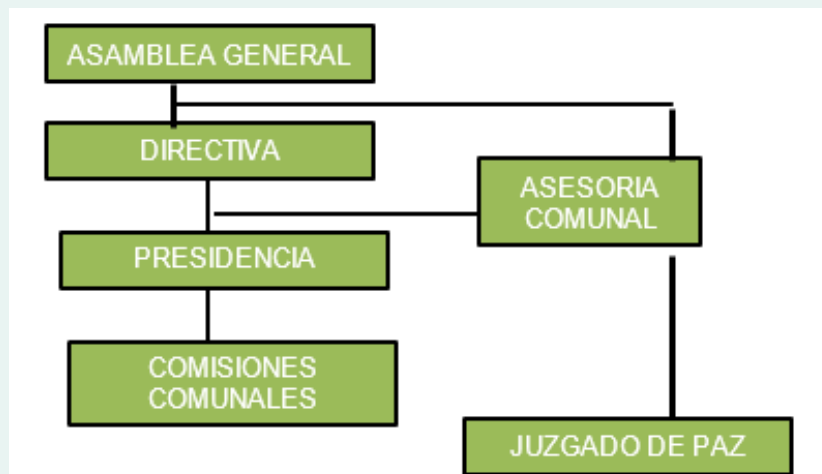 ASAMBLEA GENERAL
DIRECTIVA
ASESORIA
COMUNAL
PRESIDENCIA
COMISIONES
COMUNALES
JUZGADO DE PAZ